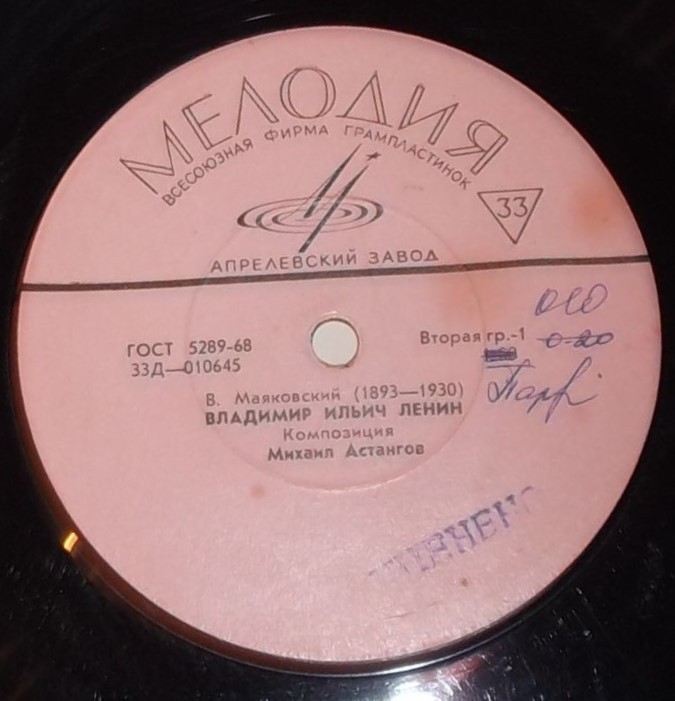 МЕЛОДИЯ
ВСЕСОЮЗНАЯ ФИРМА ГРАМПЛАСТИНОК
33
АПРЕЛЕВСКИЙ ЗАВОД
ГОСТ 5289-68
33Д—010645
Вторая гр.-1
0-20
В. Маяковский (1893—1930)
ВЛАДИМИР ИЛЬИЧ ЛЕНИН
Композиция
Михаил Астангов